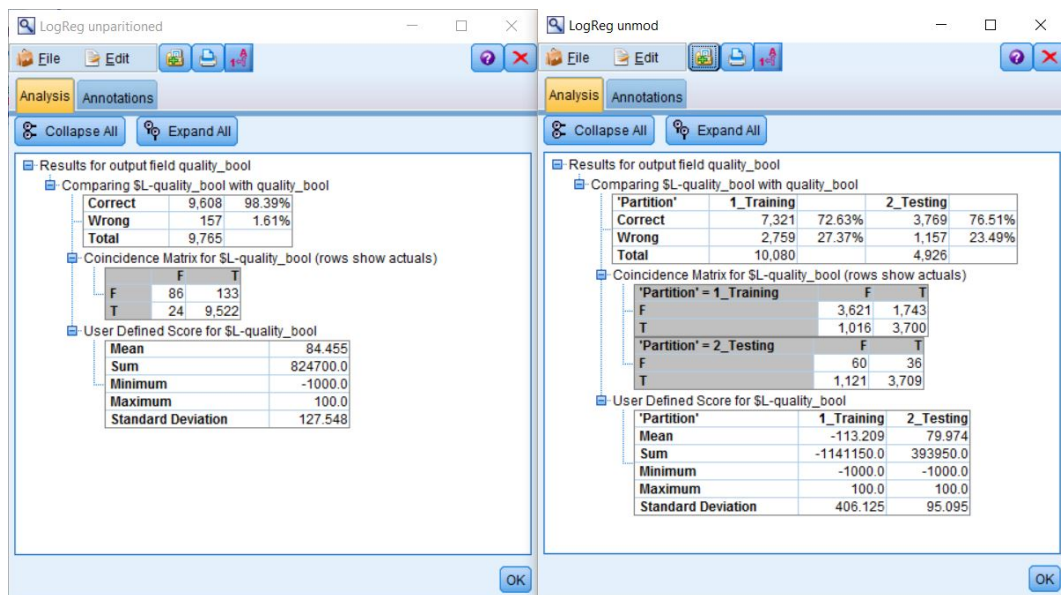 LogReg unparitioned
File Edit
Analysis Annotations
Collapse All Expand All
Results for output field quality_bool
Comparing $L-quality_bool with quality_bool
Correct 9,608 98.39%
Wrong 157 1.61%
Total 9,765
Coincidence Matrix for $L-quality_bool (rows show actuals)
F T
F 86 133
T 24 9,522
User Defined Score for $L-quality_bool
Mean 84.455
Sum 824700.0
Minimum -1000.0
Maximum 100.0
Standard Deviation 127.548
OK
LogReg unmod
File Edit
Analysis Annotations
Collapse All Expand All
Results for output field quality_bool
Comparing $L-quality_bool with quality_bool
'Partition' 1_Training 2_Testing
Correct 7,321 72.63% 3,769 76.51%
Wrong 2,759 27.37% 1,157 23.49%
Total 10,080 4,926
Coincidence Matrix for $L-quality_bool (rows show actuals)
'Partition' = 1_Training F T
F 3,621 1,743
T 1,016 3,700
'Partition' = 2_Testing F T
F 60 36
T 1,121 3,709
User Defined Score for $L-quality_bool
'Partition' 1_Training 2_Testing
Mean -113.209 79.974
Sum -1141150.0 393950.0
Minimum -1000.0 -1000.0
Maximum 100.0 100.0
Standard Deviation 406.125 95.095
OK